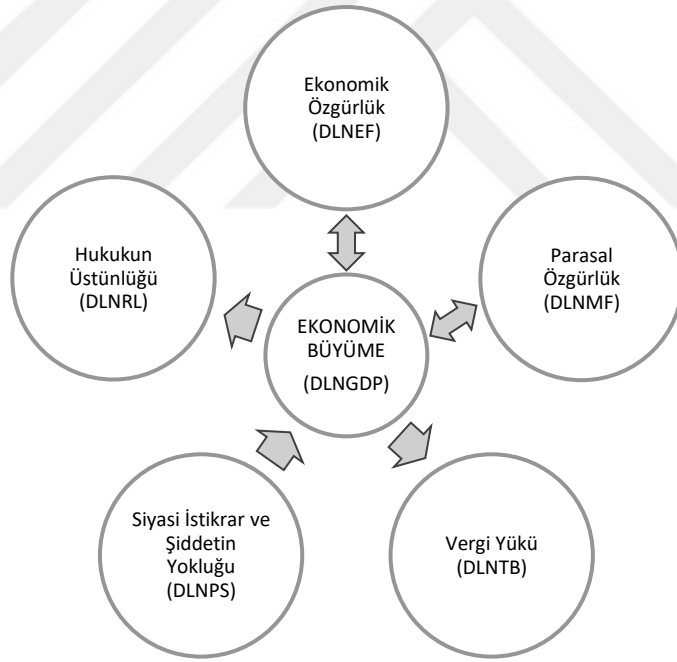 Ekonomik
Özgürlük
(DLNEF)
Hukukun
Üstünlüğü
(DLNRL)
Parasal
Özgürlük
(DLNMF)
EKONOMİK
BÜYÜME
(DLNGDP)
Siyasi İstikrar ve
Şiddetin
Yokluğu
(DLNPS)
Vergi Yükü
(DLNTB)